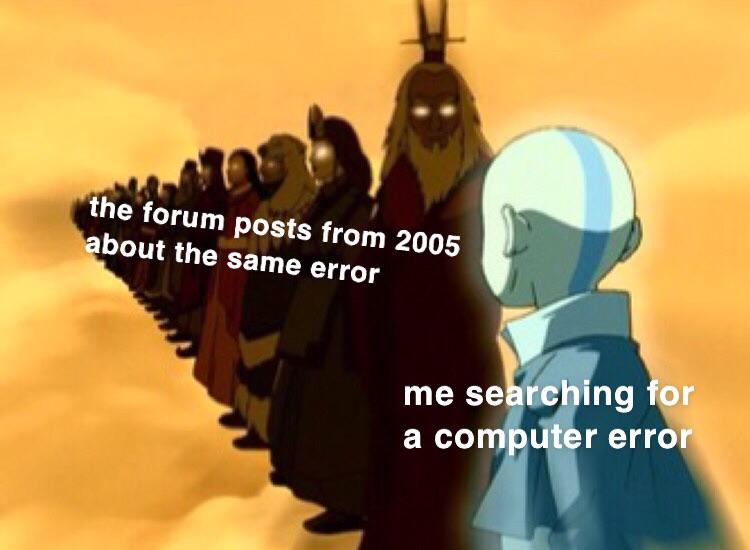 the forum posts from 2005
about the same error
me searching for
a computer error